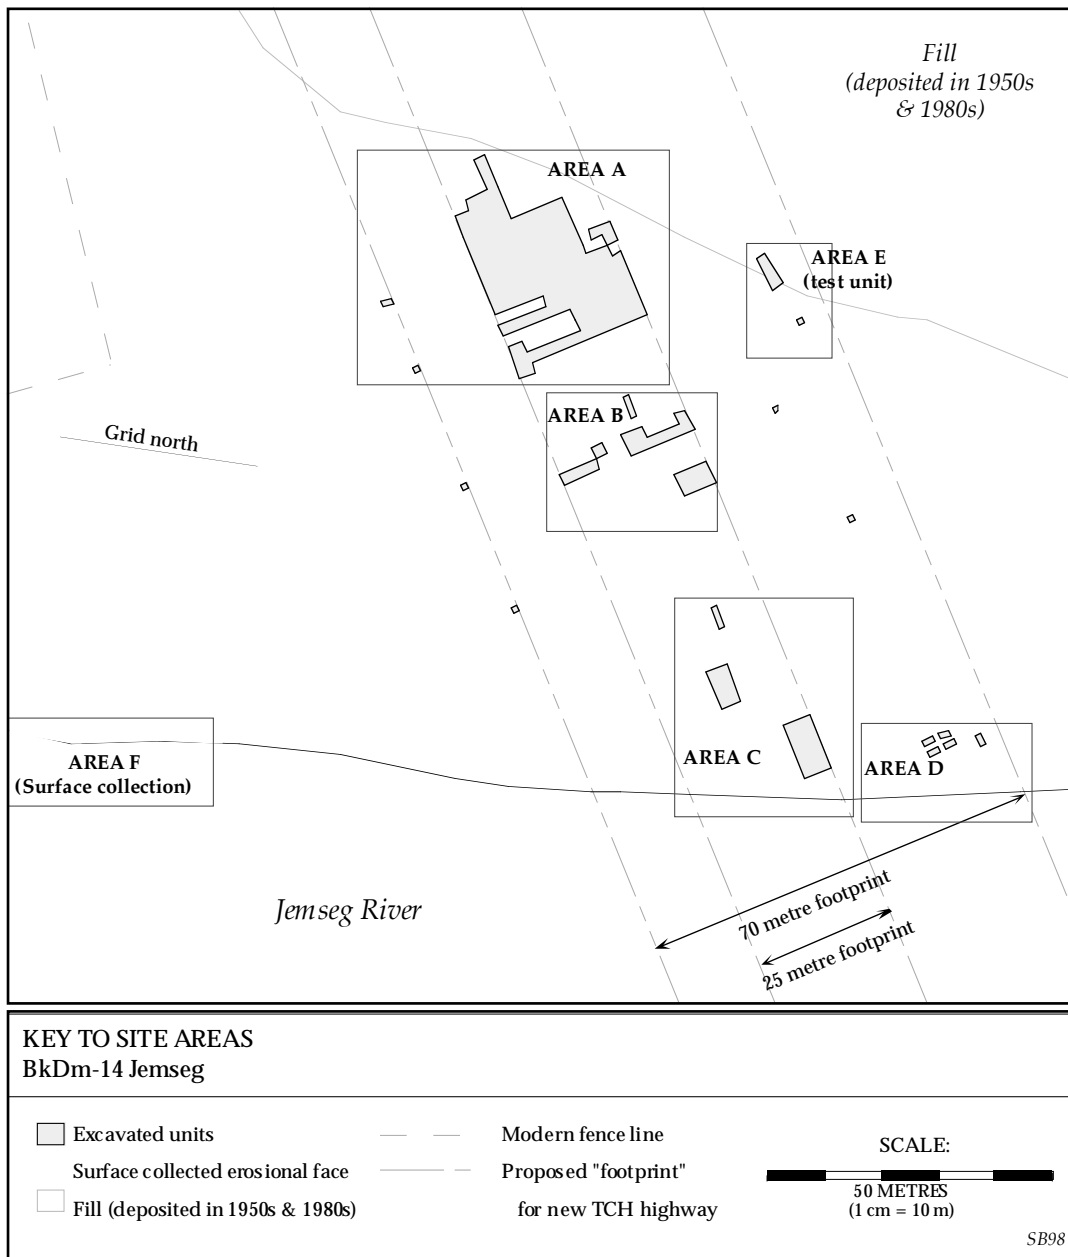 Fill
(deposited in 1950s
& 1980s)
AREA A
AREA E
(test unit)
AREA B
Grid north
AREA C
AREA D
AREA F
(Surface collection)
Jemseg River
70 metre footprint
25 metre footprint
KEY TO SITE AREAS
BkDm-14 Jemseg
Excavated units
Surface collected erosional face
Fill (deposited in 1950s & 1980s)
Modern fence line
Proposed "footprint"
for new TCH highway
SCALE:
50 METRES
(1 cm = 10 m)
SB98